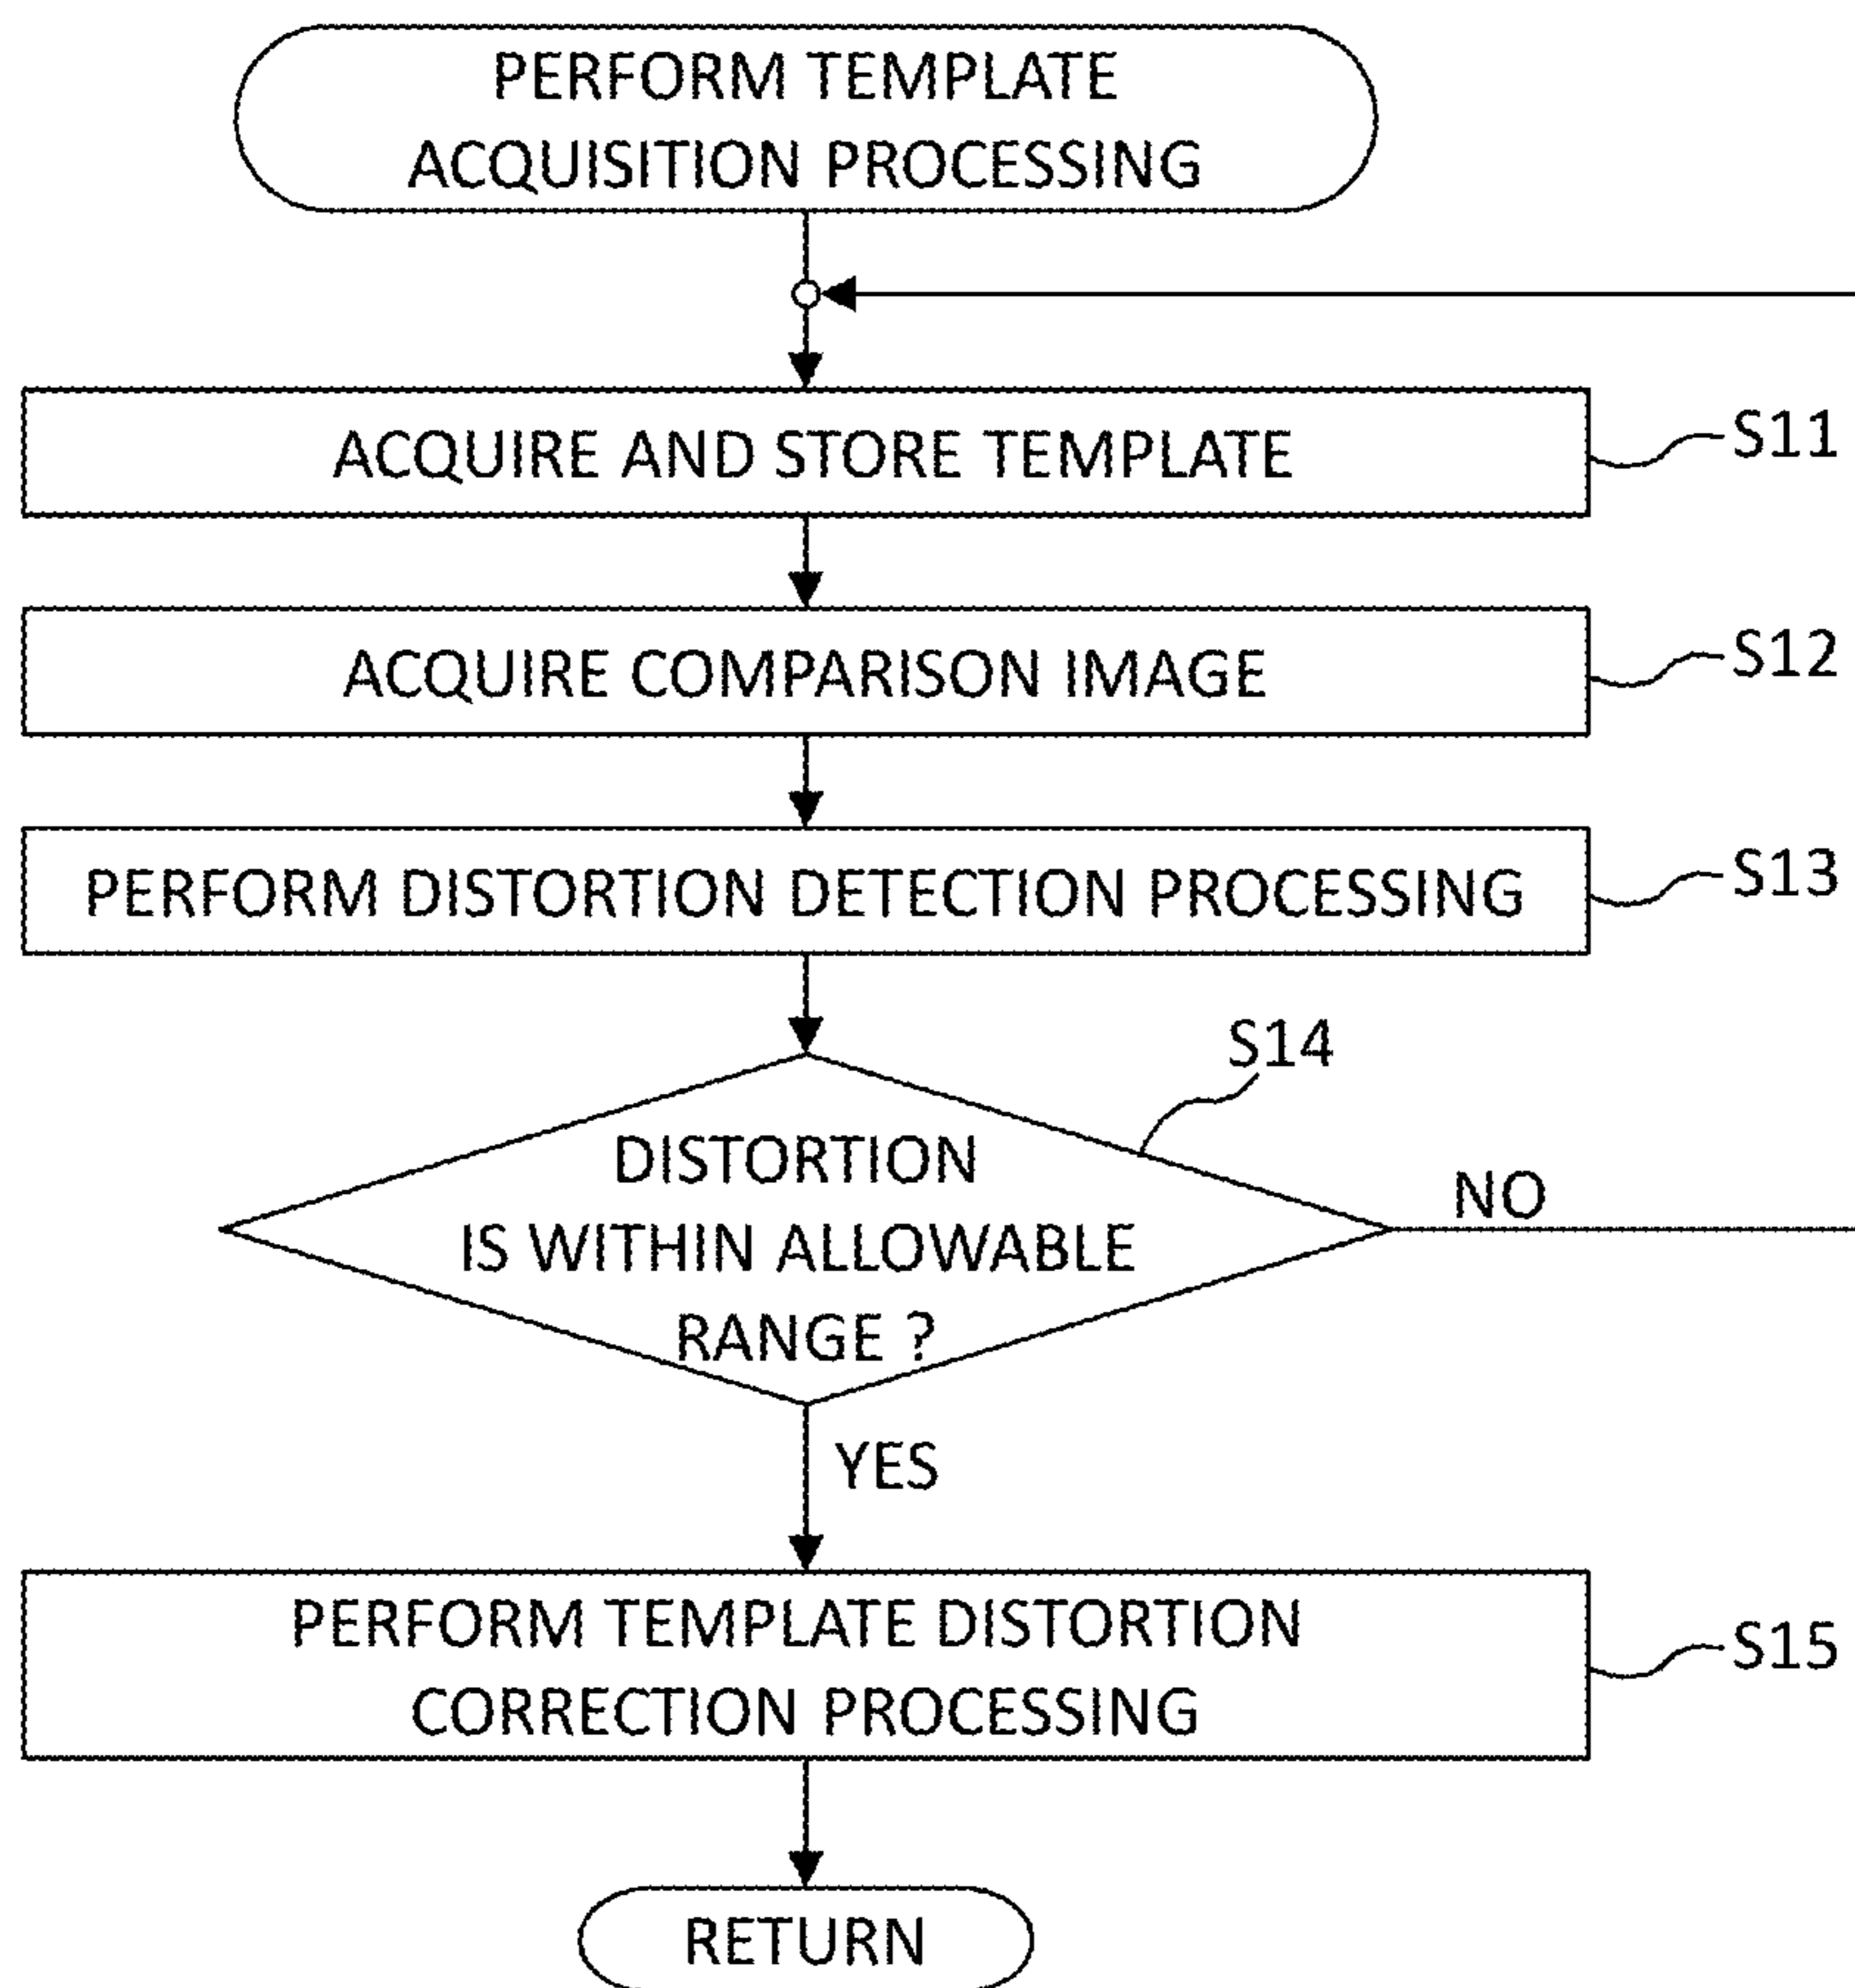 PERFORM TEMPLATE
ACQUISITION PROCESSING
ACQUIRE AND STORE TEMPLATE
S11
ACQUIRE COMPARISON IMAGE
S12
PERFORM DISTORTION DETECTION PROCESSING
S13
S14
DISTORTION
IS WITHIN ALLOWABLE
RANGE ?
NO
YES
PERFORM TEMPLATE DISTORTION
CORRECTION PROCESSING
S15
RETURN